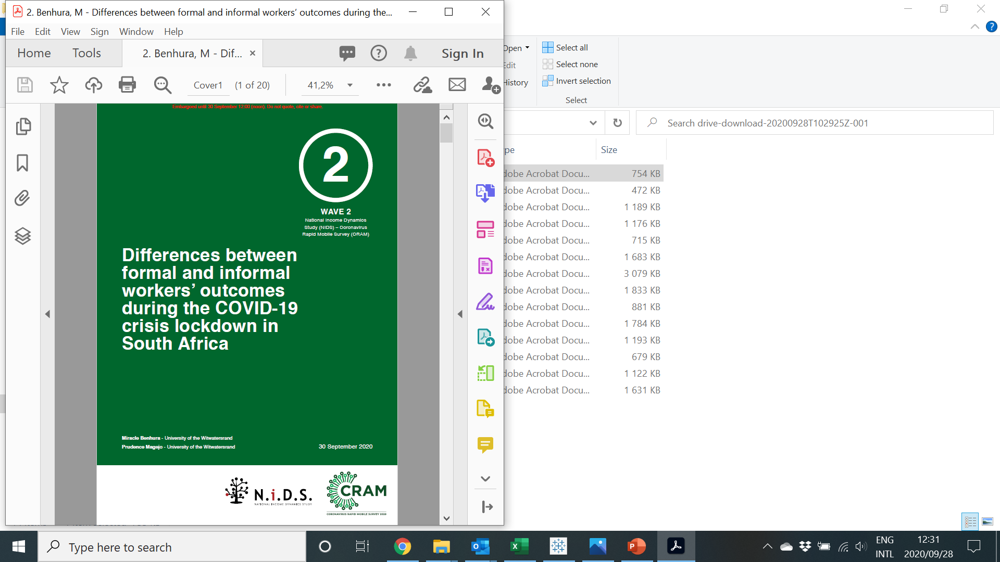 2. Benhura, M - Differences between formal and informal workers' outcomes during the...
File Edit View Sign Window Help
Home Tools 2. Benhura, M - Dif... × Sign In
Cover1 (1 of 20) 41,2%
Embargoed until 30 September 12:00 (noon). Do not quote, cite or share.
2
WAVE 2
National Income Dynamics
Study (NIDS) – Coronavirus
Rapid Mobile Survey (CRAM)
Differences between
formal and informal
workers' outcomes
during the COVID-19
crisis lockdown in
South Africa
Miracle Benhura - University of the Witwatersrand
Prudence Magejo - University of the Witwatersrand
30 September 2020
N.i.D.S.
NATIONAL INCOME DYNAMICS STUDY
CRAM
CORONAVIRUS RAPID MOBILE SURVEY 2020
Open
Edit
History
Select all
Select none
Invert selection
Select
Search drive-download-20200928T102925Z-001
pe Size
dobe Acrobat Docu... 754 KB
dobe Acrobat Docu... 472 KB
dobe Acrobat Docu... 1 189 KB
dobe Acrobat Docu... 1 176 KB
dobe Acrobat Docu... 715 KB
dobe Acrobat Docu... 1 683 KB
dobe Acrobat Docu... 3 079 KB
dobe Acrobat Docu... 1 833 KB
dobe Acrobat Docu... 881 KB
dobe Acrobat Docu... 1 784 KB
dobe Acrobat Docu... 1 193 KB
dobe Acrobat Docu... 679 KB
dobe Acrobat Docu... 1 122 KB
dobe Acrobat Docu... 1 631 KB
Type here to search
ENG
INTL
12:31
2020/09/28